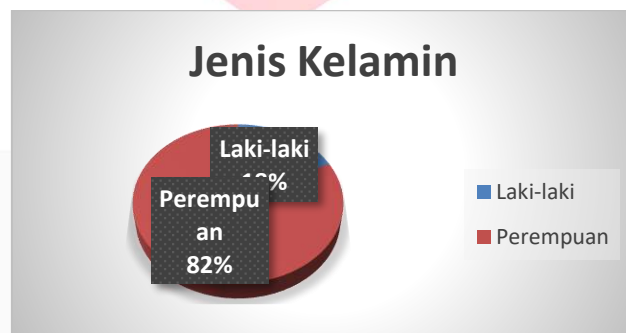 Jenis Kelamin
Laki-laki
Perempu
an
82%
Laki-laki
Perempuan